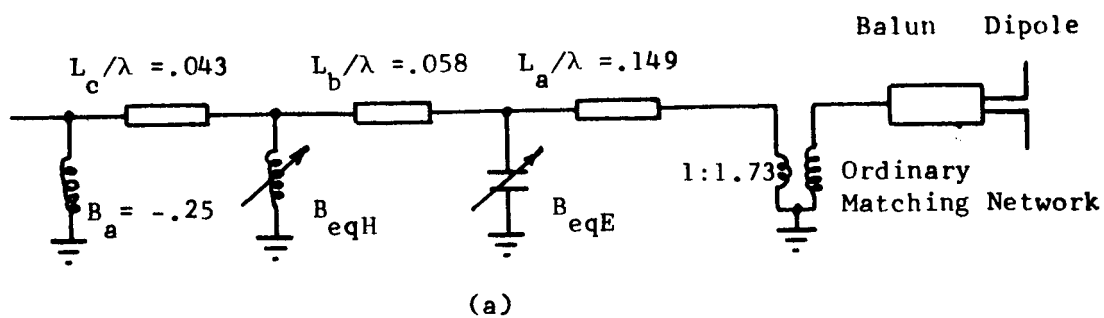 Balun Dipole
L_c/λ =.043 L_b/λ =.058 L_a/λ =.149
1:1.73 Ordinary
B_a = -.25 B_eqH B_eqE Matching Network
(a)